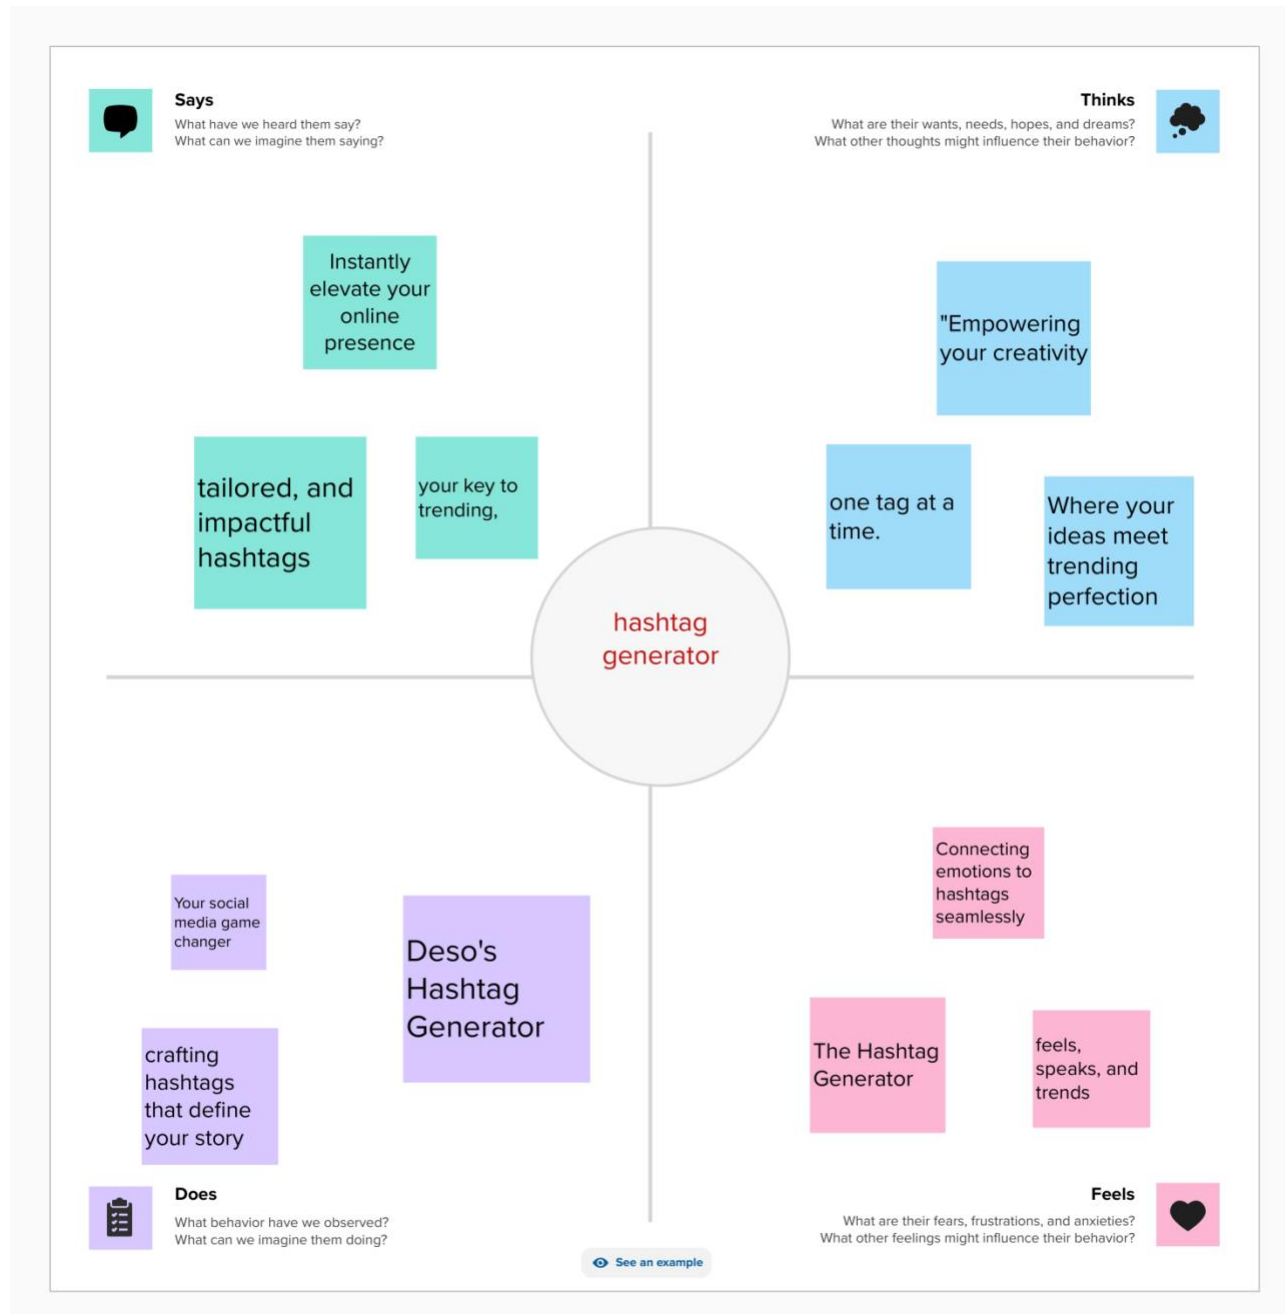 Says
What have we heard them say?
What can we imagine them saying?
Thinks
What are their wants, needs, hopes, and dreams?
What other thoughts might influence their behavior?
Instantly
elevate your
online
presence
tailored, and
impactful
hashtags
your key to
trending,
"Empowering
your creativity
one tag at a
time.
Where your
ideas meet
trending
perfection
hashtag
generator
Your social
media game
changer
Deso's
Hashtag
Generator
crafting
hashtags
that define
your story
Connecting
emotions to
hashtags
seamlessly
The Hashtag
Generator
feels,
speaks, and
trends
Does
What behavior have we observed?
What can we imagine them doing?
Feels
What are their fears, frustrations, and anxieties?
What other feelings might influence their behavior?
See an example